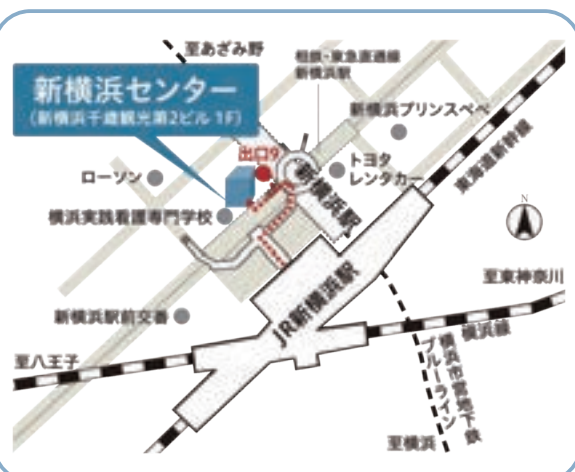 至あざみ野
相鉄・東急直通線
新横浜駅
新横浜センター
(新横浜千歳観光第2ビル 1F)
新横浜プリンスペペ
出口9
トヨタ
レンタカー
ローソン
新横浜駅
東海道新幹線
横浜実践看護専門学校
N
JR新横浜駅
至東神奈川
新横浜駅前交番
横浜線
至八王子
横浜市営地下鉄
ブルーライン
至横浜